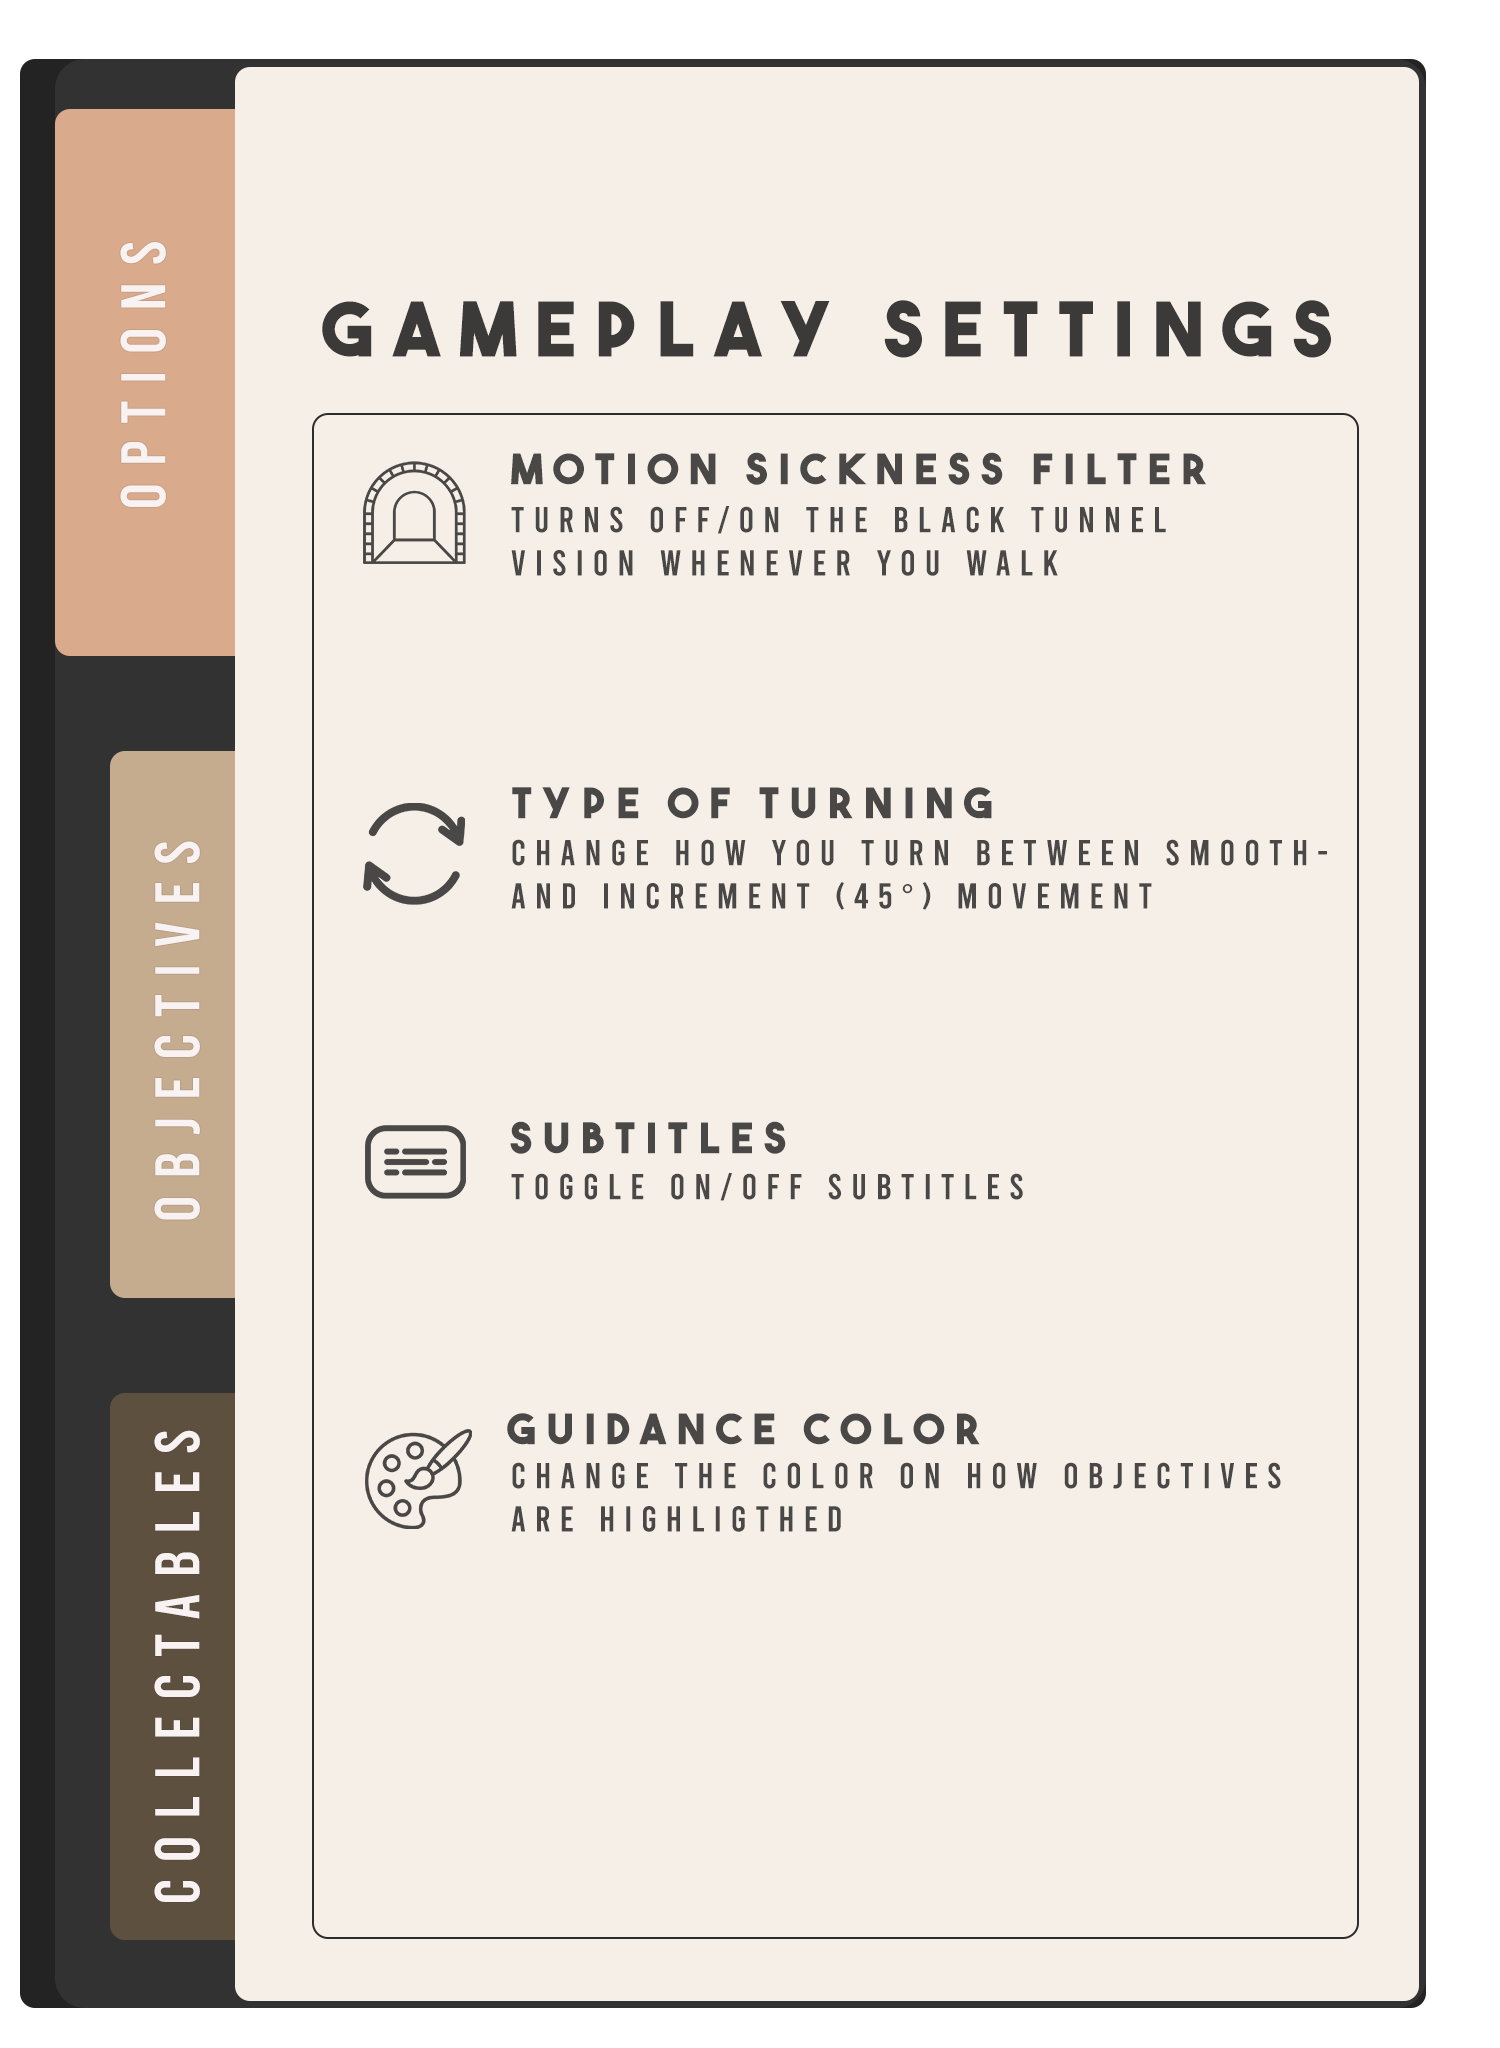 OPTIONS
OBJECTIVES
COLLECTABLES
GAMEPLAY SETTINGS
MOTION SICKNESS FILTER
TURNS OFF/ON THE BLACK TUNNEL
VISION WHENEVER YOU WALK
TYPE OF TURNING
CHANGE HOW YOU TURN BETWEEN SMOOTH-
AND INCREMENT (45°) MOVEMENT
SUBTITLES
TOGGLE ON/OFF SUBTITLES
GUIDANCE COLOR
CHANGE THE COLOR ON HOW OBJECTIVES
ARE HIGHLIGTHED